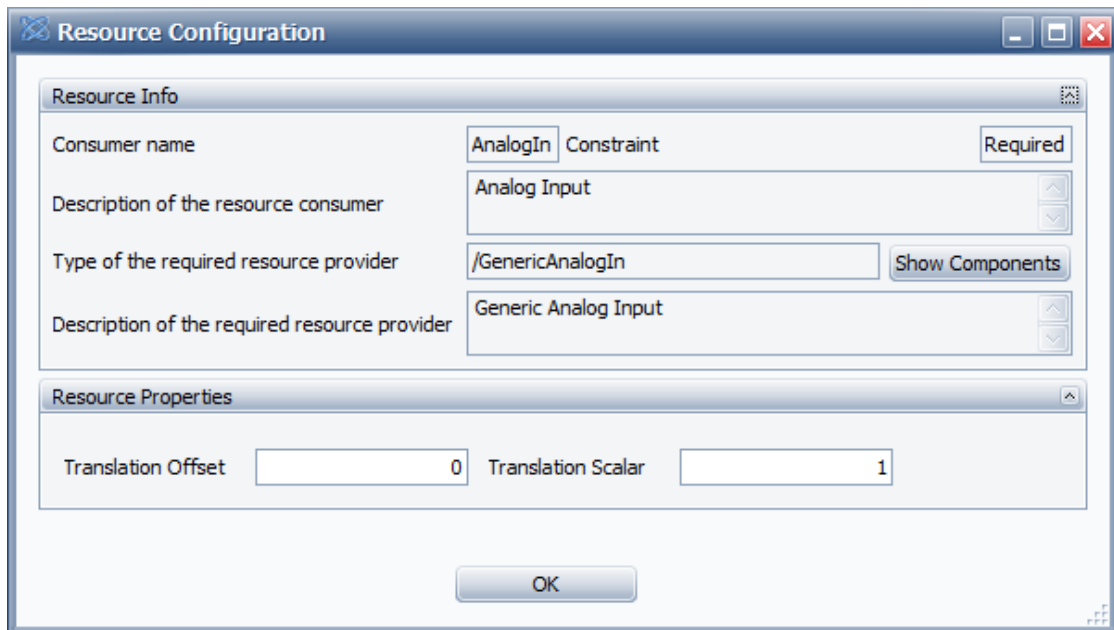 Resource Configuration
Resource Info
Consumer name AnalogIn Constraint Required
Description of the resource consumer Analog Input
Type of the required resource provider /GenericAnalogIn Show Components
Description of the required resource provider Generic Analog Input
Resource Properties
Translation Offset 0 Translation Scalar 1
OK